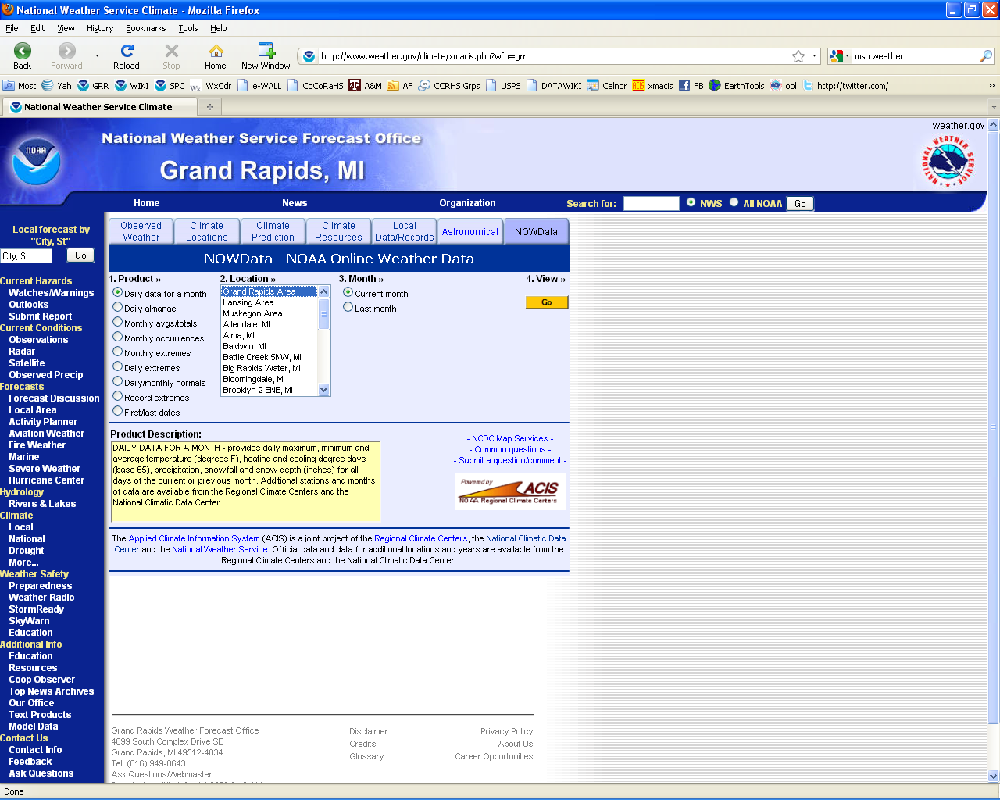 National Weather Service Climate - Mozilla Firefox
File Edit View History Bookmarks Tools Help
Back Forward Reload Stop Home New Window http://www.weather.gov/climate/xmacis.php?wfo=grr msu weather
Most Yah GRR WIKI SPC WxCdr e-WALL CoCoRaHS A&M AF CCRHS Grps USPS DATAWIKI Calndr xmacis FB EarthTools opl http://twitter.com/ »
National Weather Service Climate
weather.gov
NOAA
National Weather Service Forecast Office
Grand Rapids, MI
NATIONAL WEATHER SERVICE
Home News Organization Search for: NWS All NOAA Go
Local forecast by
"City, St"
City, St Go
Current Hazards
Watches/Warnings
Outlooks
Submit Report
Current Conditions
Observations
Radar
Satellite
Observed Precip
Forecasts
Forecast Discussion
Local Area
Activity Planner
Aviation Weather
Fire Weather
Marine
Severe Weather
Hurricane Center
Hydrology
Rivers & Lakes
Climate
Local
National
Drought
More...
Weather Safety
Preparedness
Weather Radio
StormReady
SkyWarn
Education
Additional Info
Education
Resources
Coop Observer
Top News Archives
Our Office
Text Products
Model Data
Contact Us
Contact Info
Feedback
Ask Questions
Observed Weather
Climate Locations
Climate Prediction
Climate Resources
Local Data/Records
Astronomical
NOWData
NOWData - NOAA Online Weather Data
1. Product »
Daily data for a month
Daily almanac
Monthly avgs/totals
Monthly occurrences
Monthly extremes
Daily extremes
Daily/monthly normals
Record extremes
First/last dates
2. Location »
Grand Rapids Area
Lansing Area
Muskegon Area
Allendale, MI
Alma, MI
Baldwin, MI
Battle Creek 5NW, MI
Big Rapids Water, MI
Bloomingdale, MI
Brooklyn 2 ENE, MI
3. Month »
Current month
Last month
4. View »
Go
Product Description:
DAILY DATA FOR A MONTH - provides daily maximum, minimum and
average temperature (degrees F), heating and cooling degree days
(base 65), precipitation, snowfall and snow depth (inches) for all
days of the current or previous month. Additional stations and months
of data are available from the Regional Climate Centers and the
National Climatic Data Center.
- NCDC Map Services -
- Common questions -
- Submit a question/comment -
Powered by ACIS
NOAA Regional Climate Centers
The Applied Climate Information System (ACIS) is a joint project of the Regional Climate Centers, the National Climatic Data
Center and the National Weather Service. Official data and data for additional locations and years are available from the
Regional Climate Centers and the National Climatic Data Center.
Grand Rapids Weather Forecast Office
4899 South Complex Drive SE
Grand Rapids, MI 49512-4034
Tel: (616) 949-0643
Ask Questions/Webmaster
Disclaimer
Credits
Glossary
Privacy Policy
About Us
Career Opportunities
Done